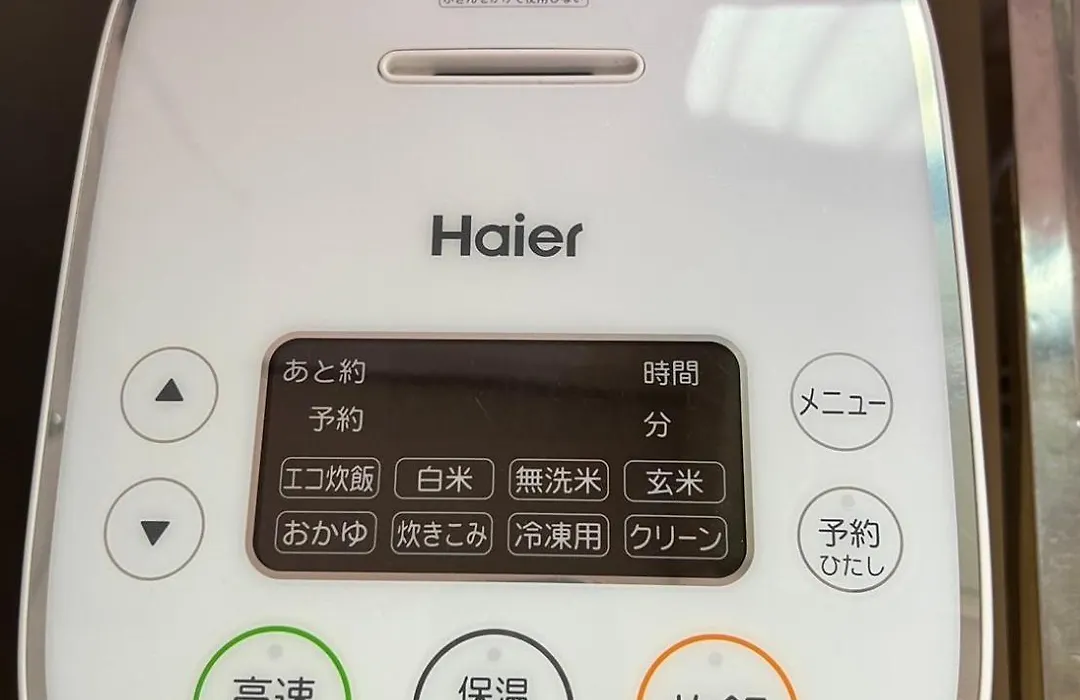 Haier
あと約 時間
予約 分
エコ炊飯 白米 無洗米 玄米
おかゆ 炊きこみ 冷凍用 クリーン
▲
▼
メニュー
予約
ひたし
高速
保温